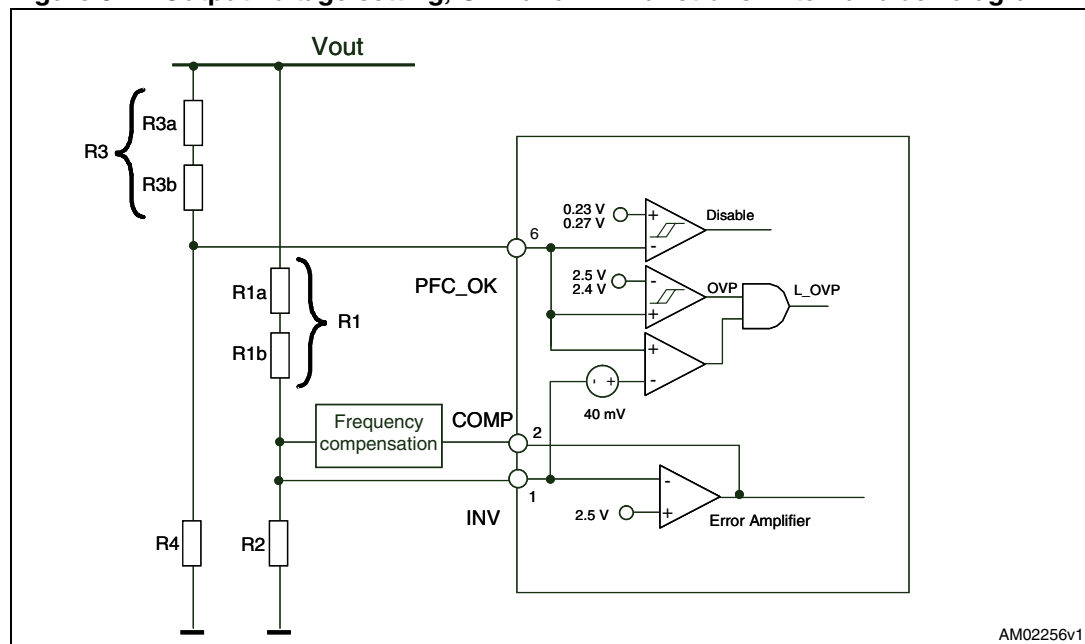 Vout
R3a
R3
R3b
0.23 V
0.27 V
+
-
Disable
6
PFC_OK
2.5 V
2.4 V
-
+
OVP
L_OVP
R1a
R1
R1b
+
-
- +
40 mV
Frequency
compensation
COMP
2
1
INV
2.5 V
-
+
Error Amplifier
R4
R2
AM02256v1